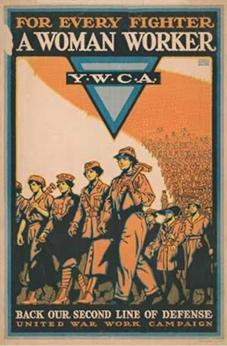 FOR EVERY FIGHTER
A WOMAN WORKER
Y.W.C.A.
BACK OUR SECOND LINE OF DEFENSE
UNITED WAR WORK CAMPAIGN